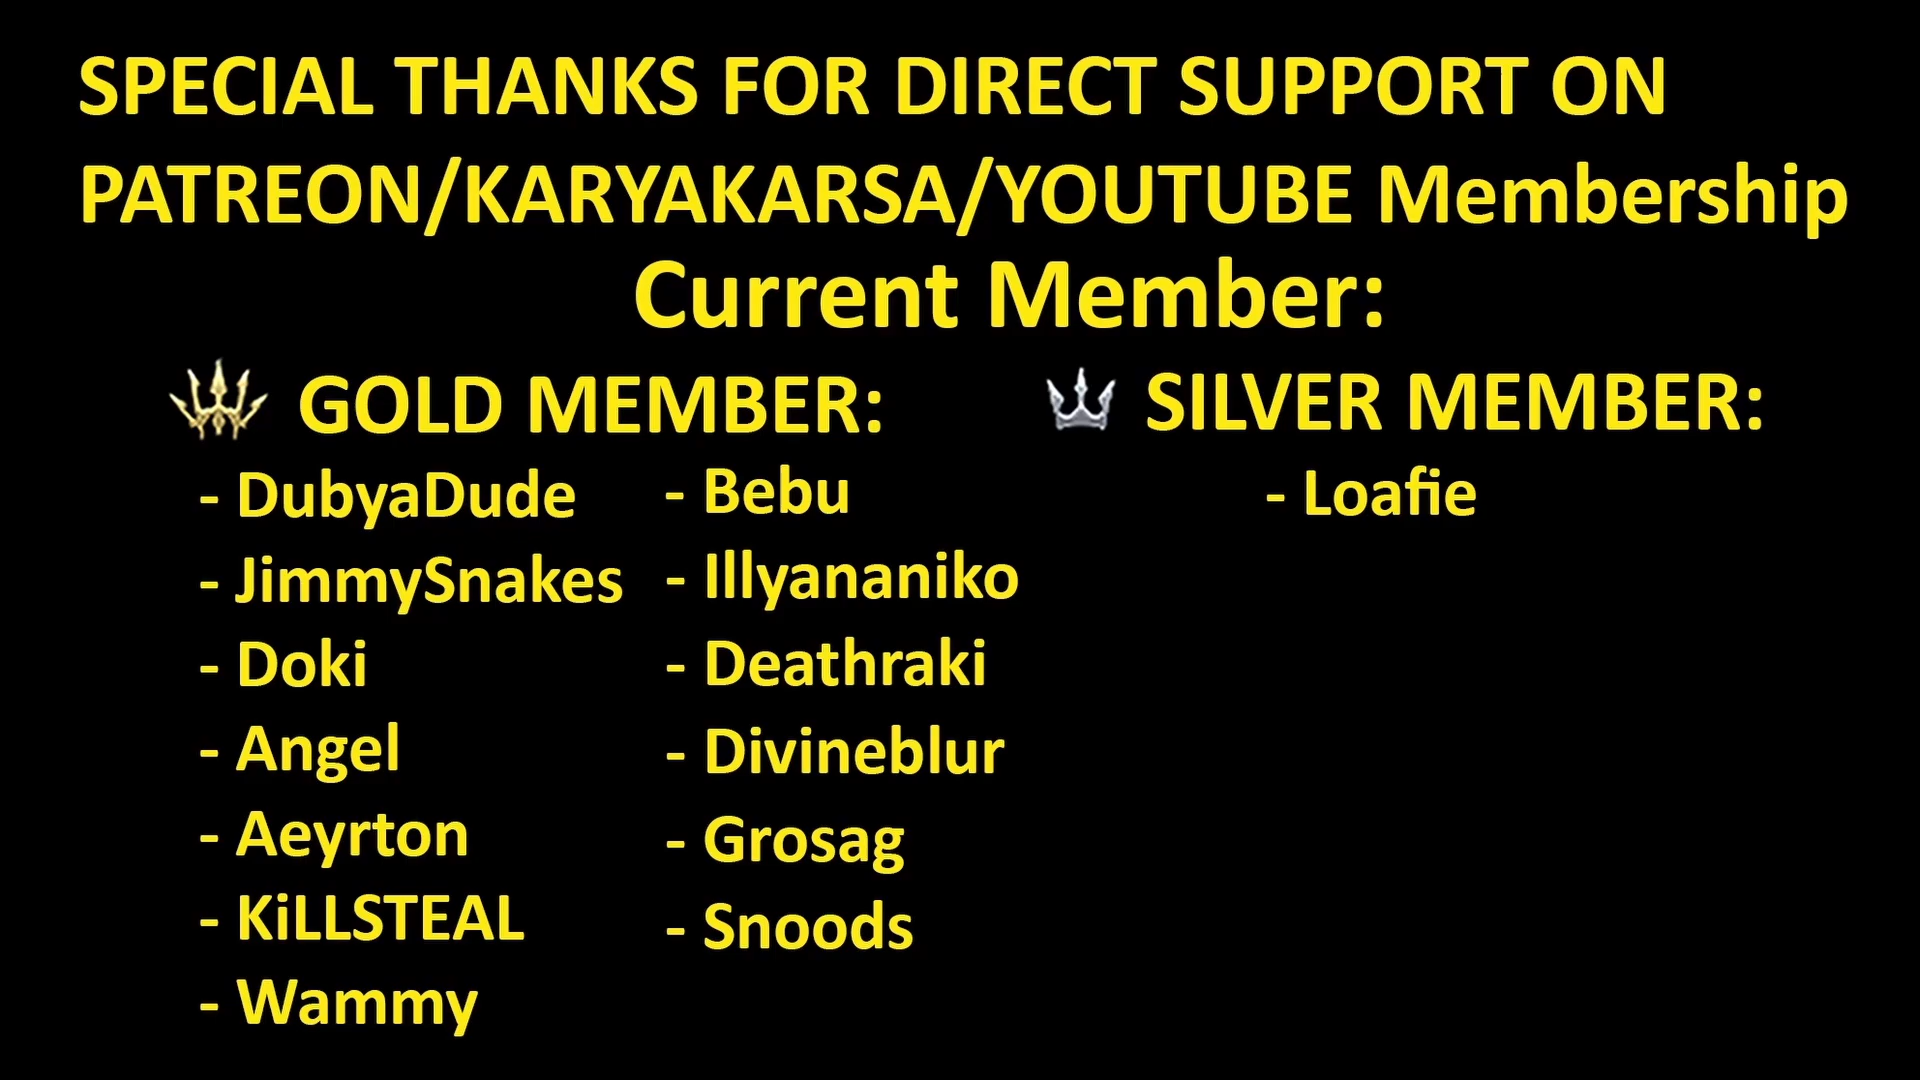 SPECIAL THANKS FOR DIRECT SUPPORT ON
PATREON/KARYAKARSA/YOUTUBE Membership
Current Member:
GOLD MEMBER:
- DubyaDude
- JimmySnakes
- Doki
- Angel
- Aeyrton
- KiLLSTEAL
- Wammy
- Bebu
- Illyananiko
- Deathraki
- Divineblur
- Grosag
- Snoods
SILVER MEMBER:
- Loafie